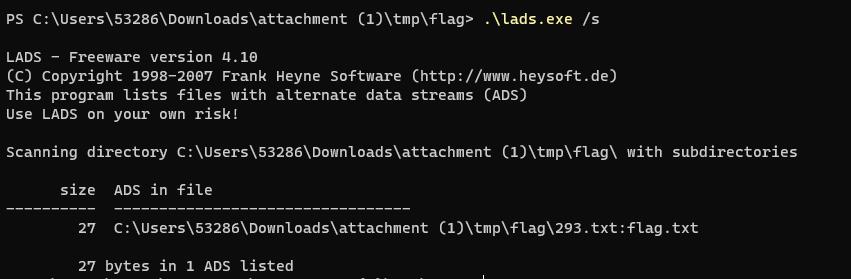 PS C:\Users\53286\Downloads\attachment (1)\tmp\flag> .\lads.exe /s
LADS - Freeware version 4.10
(C) Copyright 1998-2007 Frank Heyne Software (http://www.heysoft.de)
This program lists files with alternate data streams (ADS)
Use LADS on your own risk!
Scanning directory C:\Users\53286\Downloads\attachment (1)\tmp\flag\ with subdirectories
size  ADS in file
----------  ---------------------------------
27  C:\Users\53286\Downloads\attachment (1)\tmp\flag\293.txt:flag.txt
27 bytes in 1 ADS listed